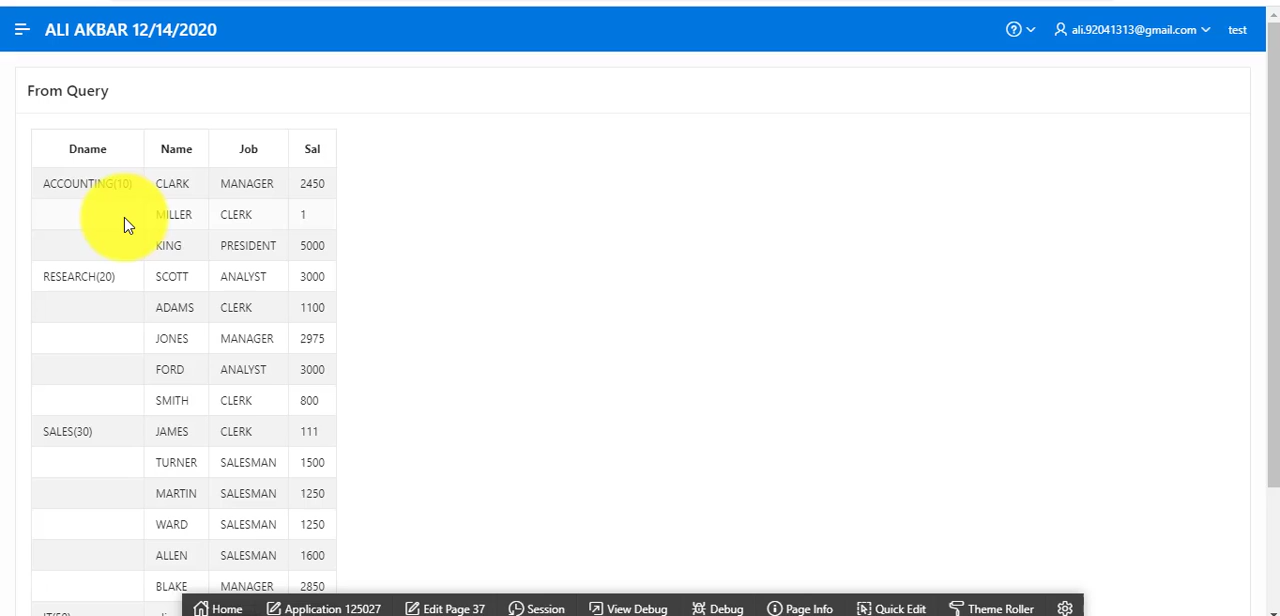 ALI AKBAR 12/14/2020 ali.92041313@gmail.com test
From Query
Dname Name Job Sal
ACCOUNTING(10) CLARK MANAGER 2450
MILLER CLERK 1
KING PRESIDENT 5000
RESEARCH(20) SCOTT ANALYST 3000
ADAMS CLERK 1100
JONES MANAGER 2975
FORD ANALYST 3000
SMITH CLERK 800
SALES(30) JAMES CLERK 111
TURNER SALESMAN 1500
MARTIN SALESMAN 1250
WARD SALESMAN 1250
ALLEN SALESMAN 1600
BLAKE MANAGER 2850
Home Application 125027 Edit Page 37 Session View Debug Debug Page Info Quick Edit Theme Roller